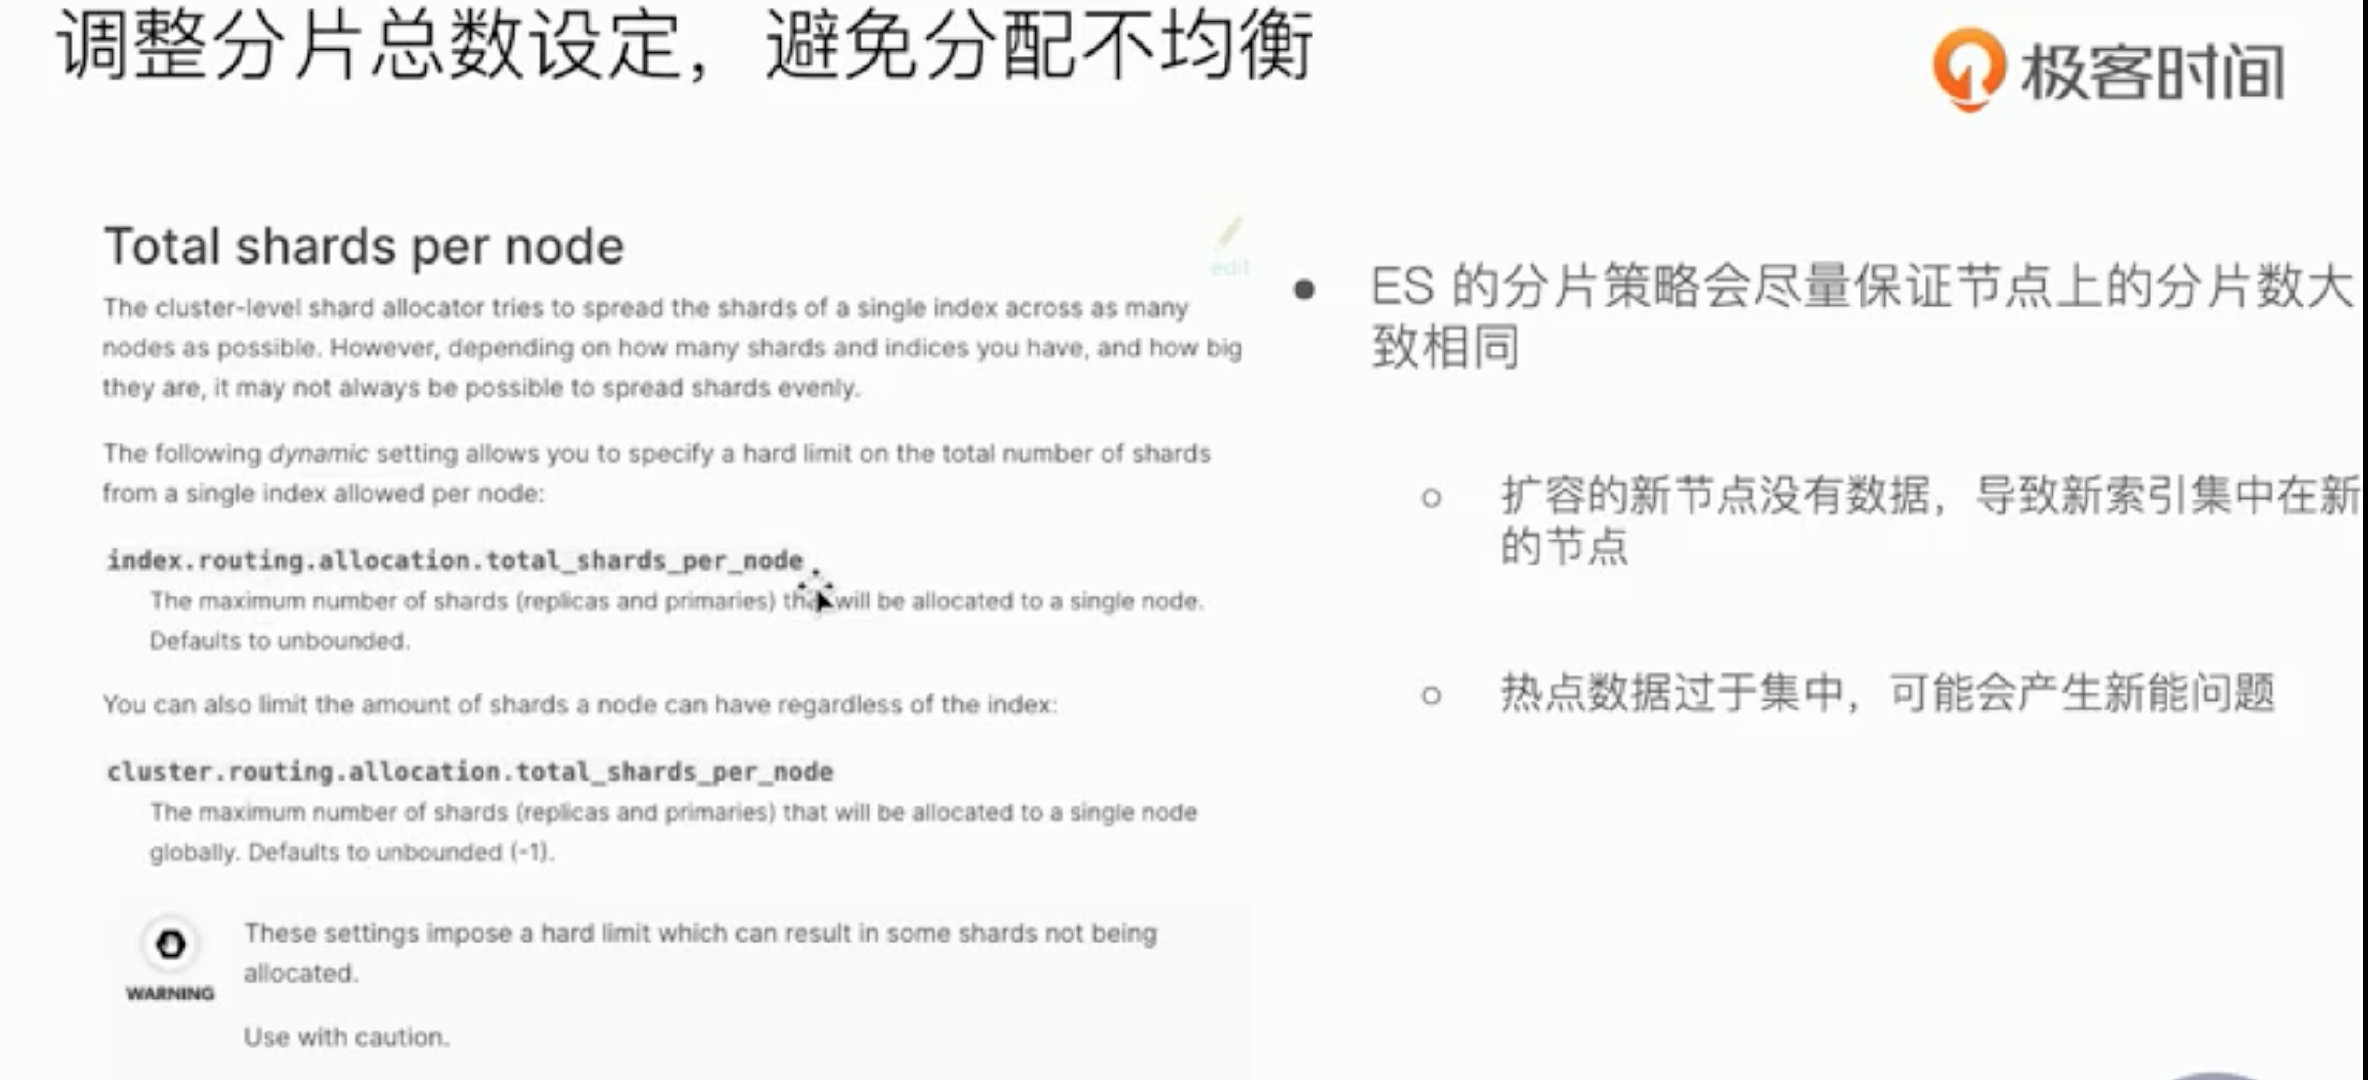 调整分片总数设定，避免分配不均衡
极客时间
Total shards per node
edit
The cluster-level shard allocator tries to spread the shards of a single index across as many
nodes as possible. However, depending on how many shards and indices you have, and how big
they are, it may not always be possible to spread shards evenly.
The following dynamic setting allows you to specify a hard limit on the total number of shards
from a single index allowed per node:
index.routing.allocation.total_shards_per_node
The maximum number of shards (replicas and primaries) that will be allocated to a single node.
Defaults to unbounded.
You can also limit the amount of shards a node can have regardless of the index:
cluster.routing.allocation.total_shards_per_node
The maximum number of shards (replicas and primaries) that will be allocated to a single node
globally. Defaults to unbounded (-1).
WARNING
These settings impose a hard limit which can result in some shards not being
allocated.
Use with caution.
● ES 的分片策略会尽量保证节点上的分片数大
致相同
○ 扩容的新节点没有数据，导致新索引集中在新
的节点
○ 热点数据过于集中，可能会产生新能问题